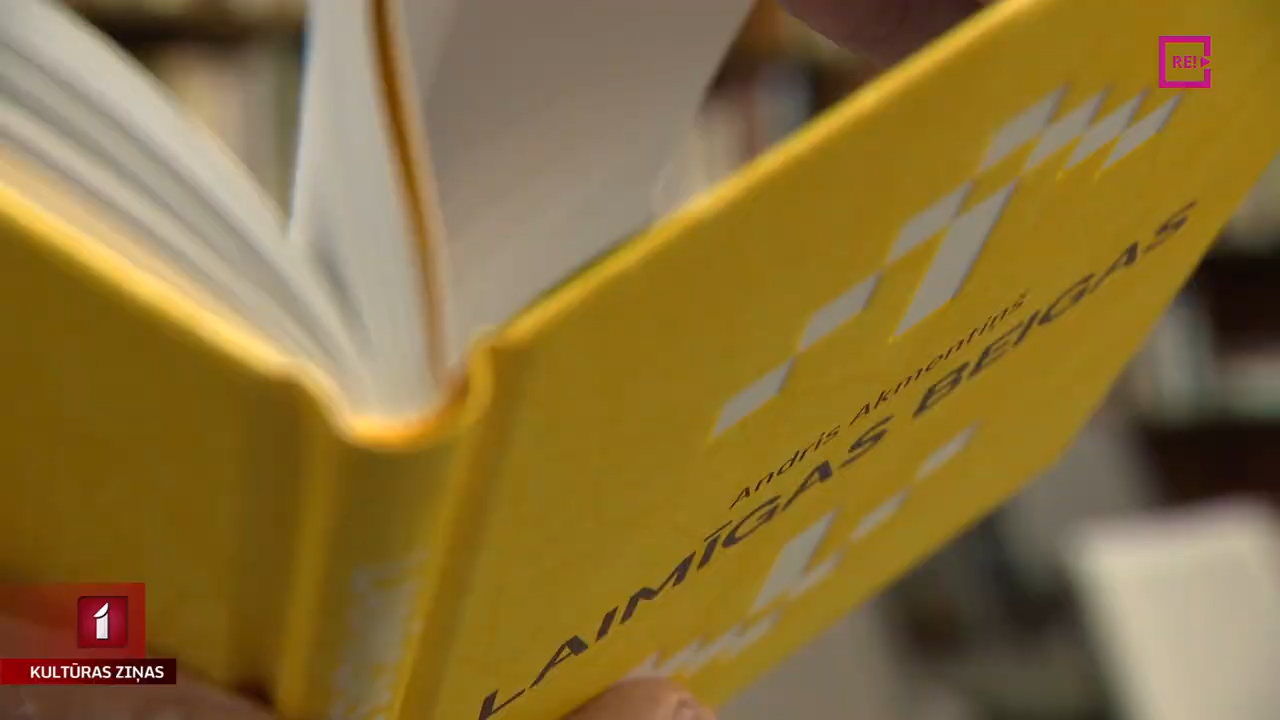 RE!
Andris Akmentiņš
LAIMĪGAS BEIGAS
1
KULTŪRAS ZIŅAS